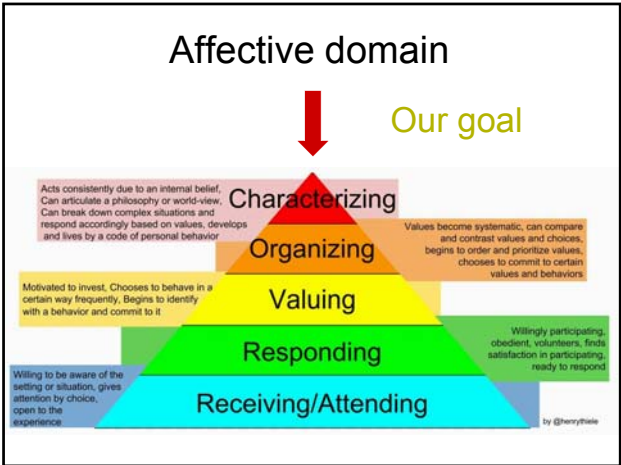 Affective domain
Our goal
Acts consistently due to an internal belief,
Can articulate a philosophy or world-view,
Can break down complex situations and
respond accordingly based on values, develops
and lives by a code of personal behavior
Characterizing
Values become systematic, can compare
and contrast values and choices,
begins to order and prioritize values,
chooses to commit to certain
values and behaviors
Organizing
Motivated to invest, Chooses to behave in a
certain way frequently, Begins to identify
with a behavior and commit to it
Valuing
Willingly participating,
obedient, volunteers, finds
satisfaction in participating,
ready to respond
Responding
Willing to be aware of the
setting or situation, gives
attention by choice,
open to the
experience
Receiving/Attending
by @henrythiele